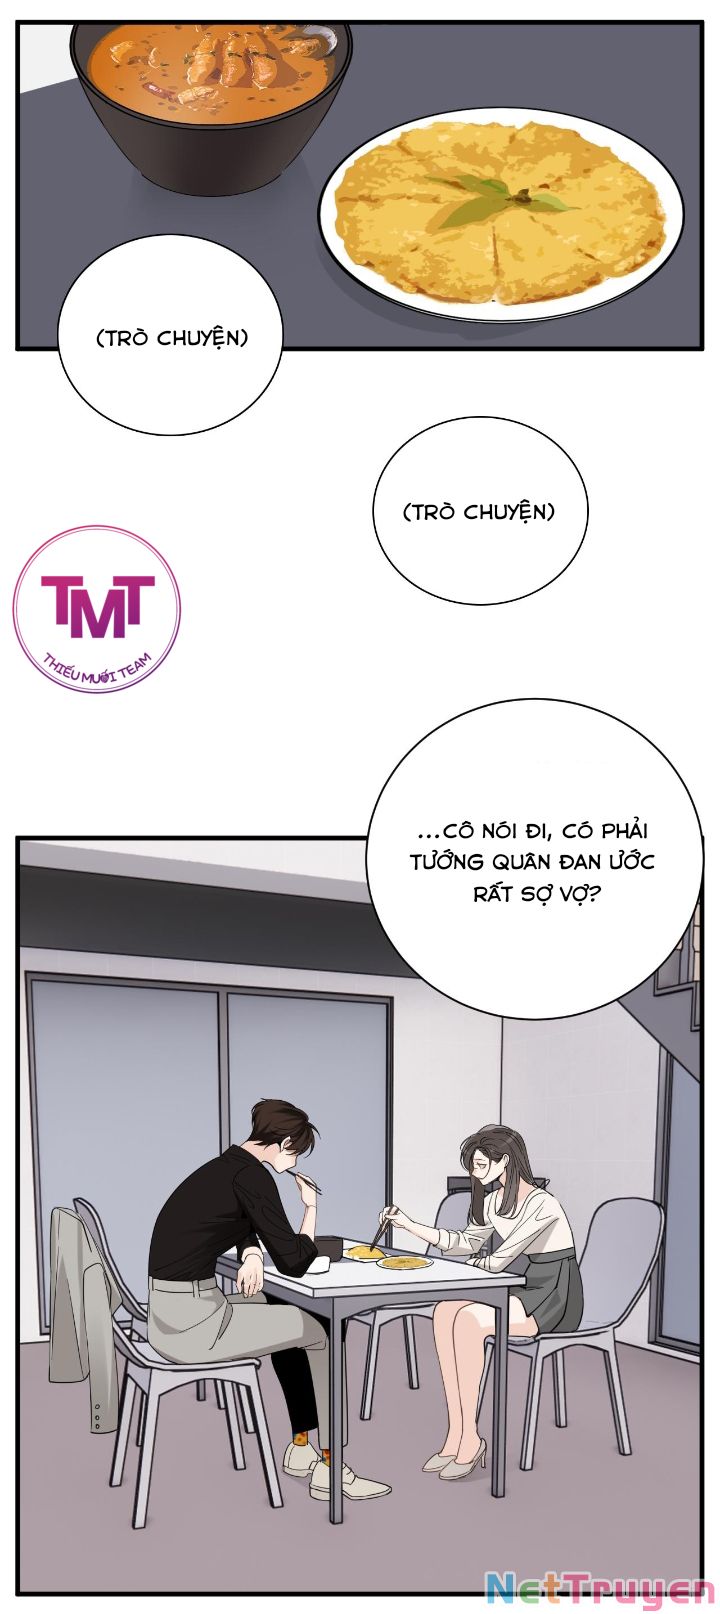 (TRÒ CHUYỆN)
(TRÒ CHUYỆN)
TMT
THIẾU MUỐI TEAM
...CÔ NÓI ĐI, CÓ PHẢI
TƯỚNG QUÂN ĐAN ƯỚC
RẤT SỢ VỢ?
NetTruyen